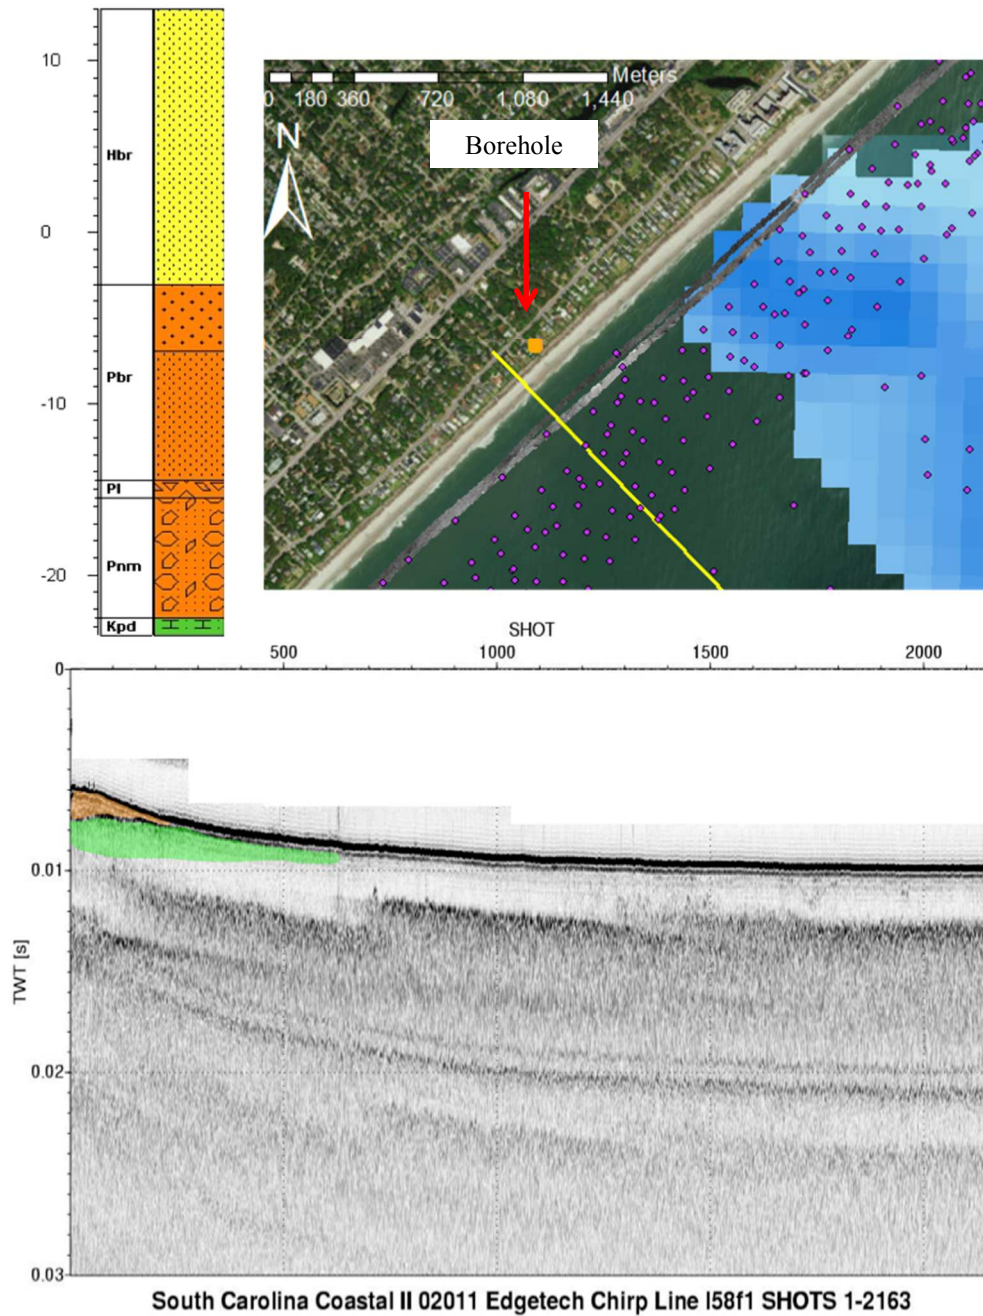 10
Hbr
0
Pbr
-10
Pl
Pnm
-20
Kpd
Meters
0 180 360 720 1,080 1,440
Borehole
N
SHOT
500 1000 1500 2000
0
0.01
0.02
0.03
TWT [s]
South Carolina Coastal II 02011 Edgetech Chirp Line l58f1 SHOTS 1-2163